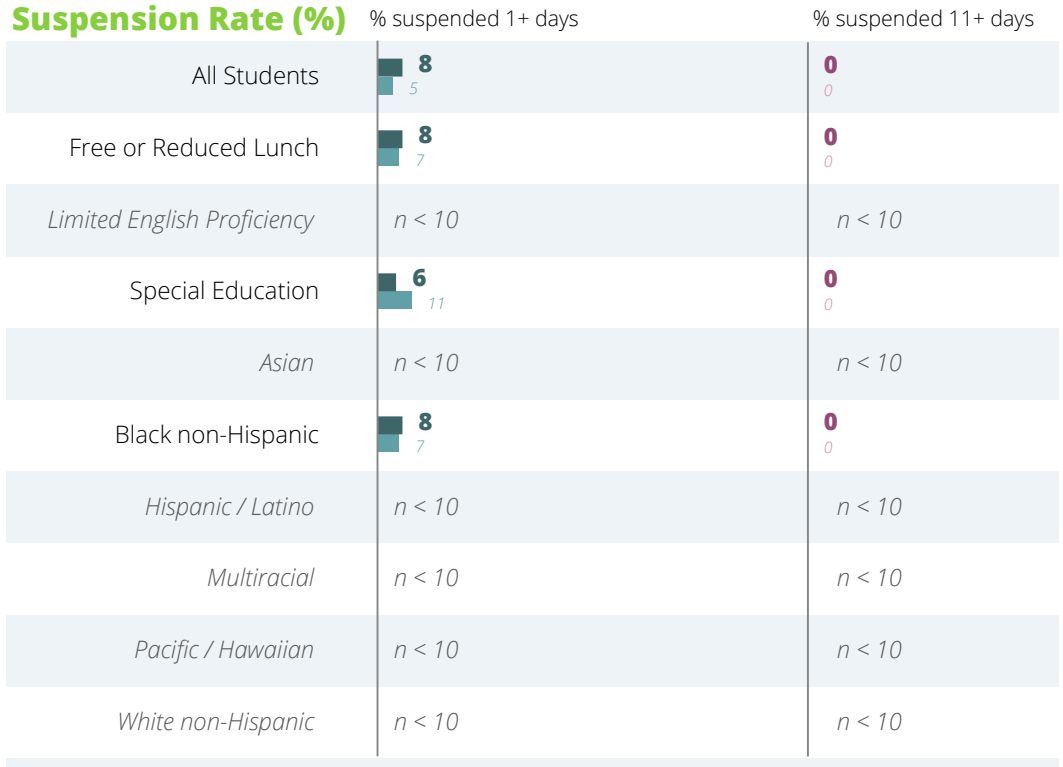 Suspension Rate (%) % suspended 1+ days % suspended 11+ days
All Students 8 0
5 0
Free or Reduced Lunch 8 0
7 0
Limited English Proficiency n < 10 n < 10
Special Education 6 0
11 0
Asian n < 10 n < 10
Black non-Hispanic 8 0
7 0
Hispanic / Latino n < 10 n < 10
Multiracial n < 10 n < 10
Pacific / Hawaiian n < 10 n < 10
White non-Hispanic n < 10 n < 10